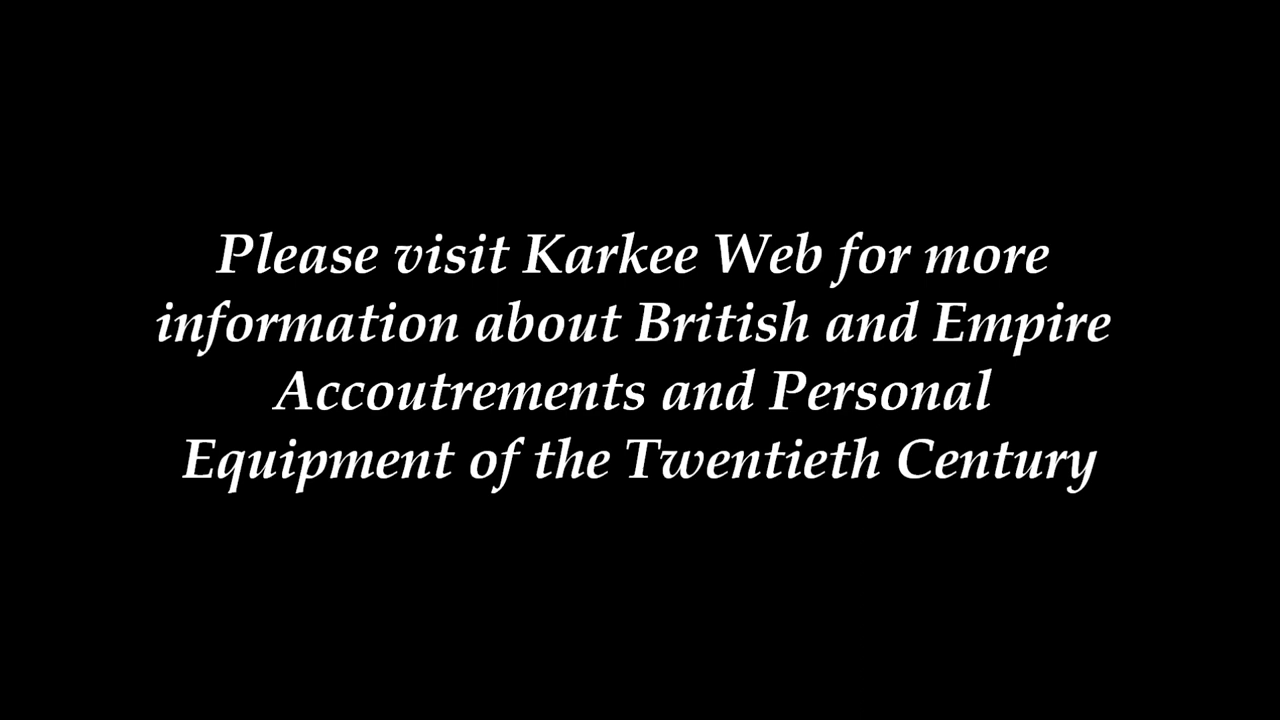 Please visit Karkee Web for more
information about British and Empire
Accoutrements and Personal
Equipment of the Twentieth Century